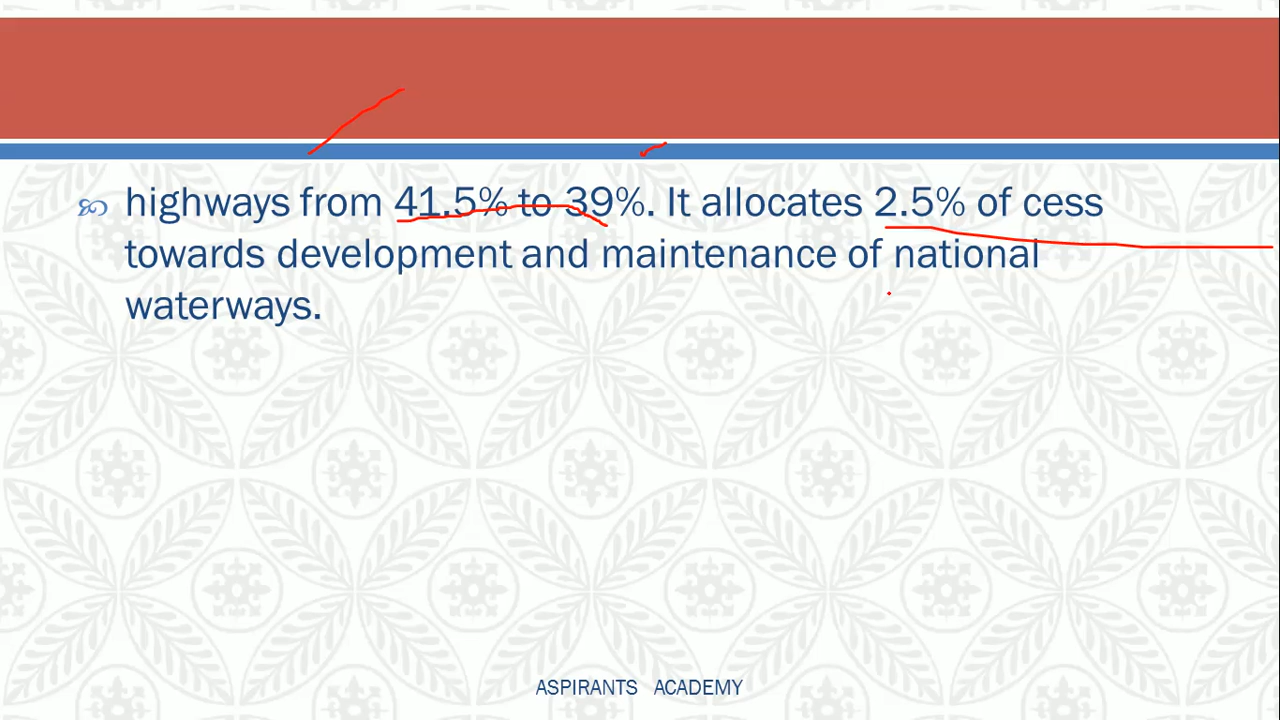 highways from 41.5% to 39%. It allocates 2.5% of cess
towards development and maintenance of national
waterways.
ASPIRANTS ACADEMY